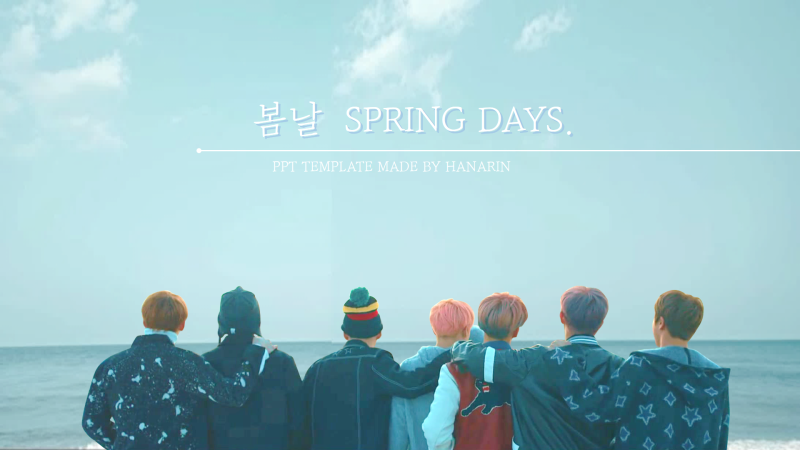 봄날 SPRING DAYS.
PPT TEMPLATE MADE BY HANARIN